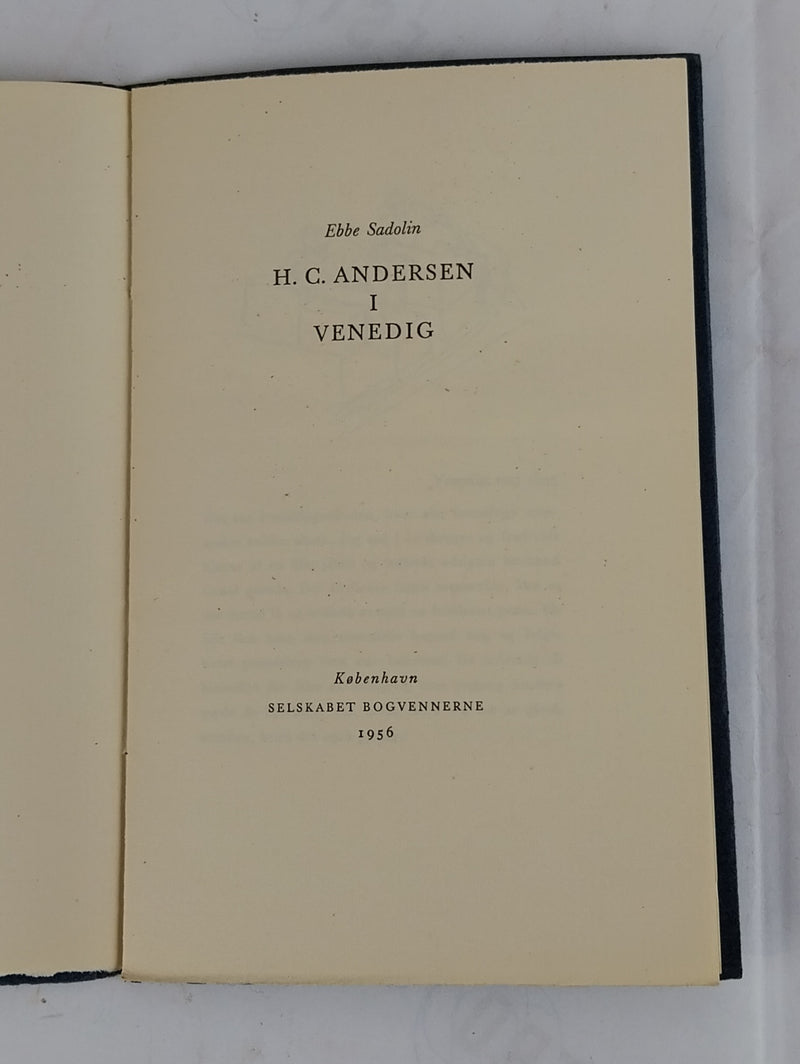 Ebbe Sadolin
H. C. ANDERSEN
I
VENEDIG
København
SELSKABET BOGVENNERNE
1956